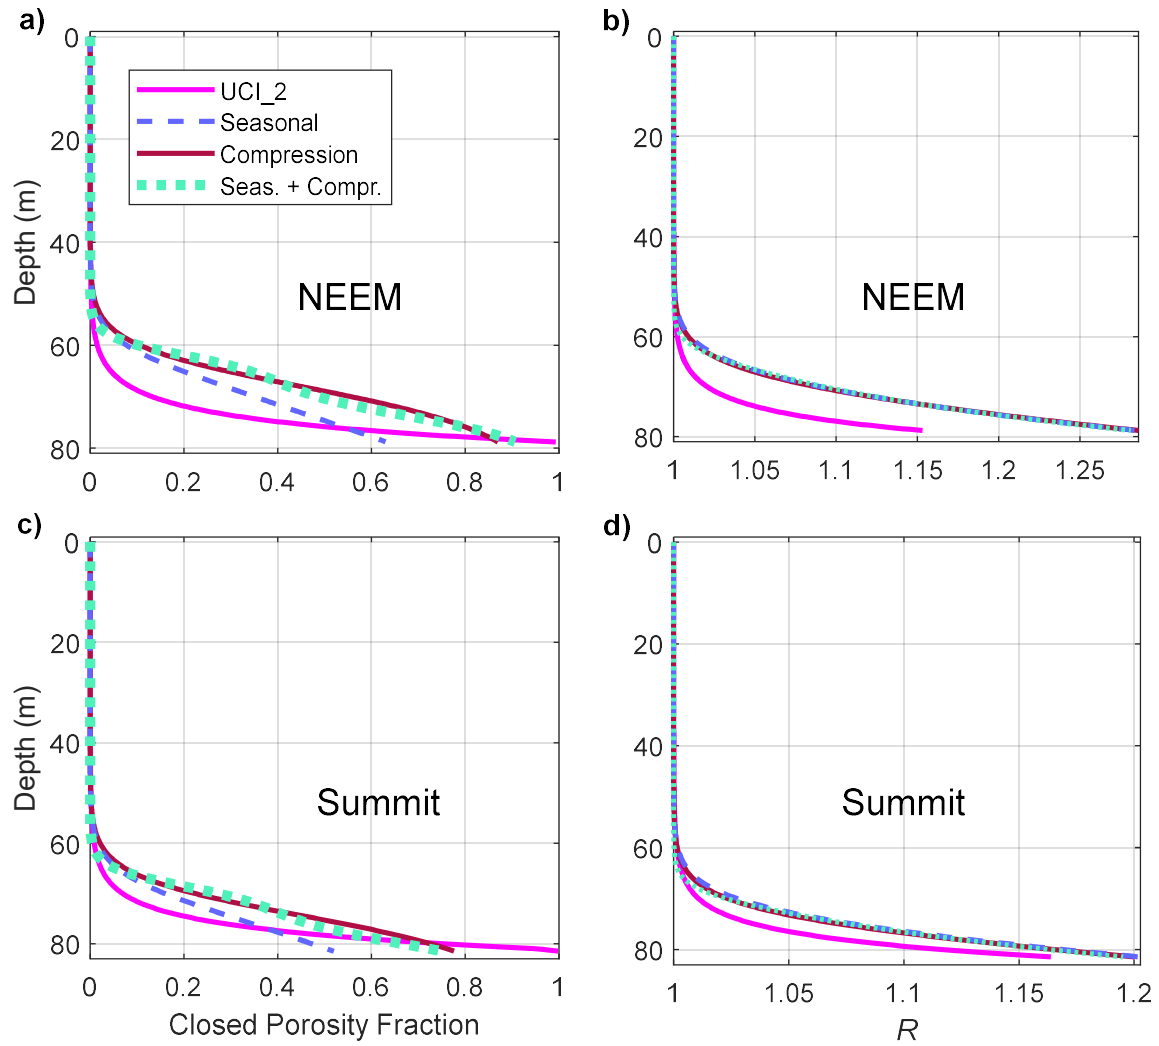 a)
0
20
40
60
80
Depth (m)
UCI_2
Seasonal
Compression
Seas. + Compr.
NEEM
0 0.2 0.4 0.6 0.8 1
b)
0
20
40
60
80
NEEM
1 1.05 1.1 1.15 1.2 1.25
c)
0
20
40
60
80
Depth (m)
Summit
0 0.2 0.4 0.6 0.8 1
Closed Porosity Fraction
d)
0
20
40
60
80
Summit
1 1.05 1.1 1.15 1.2
R